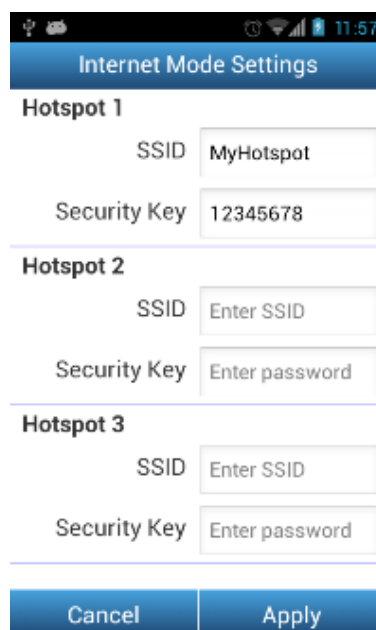 11:57
Internet Mode Settings
Hotspot 1
SSID MyHotspot
Security Key 12345678
Hotspot 2
SSID Enter SSID
Security Key Enter password
Hotspot 3
SSID Enter SSID
Security Key Enter password
Cancel Apply